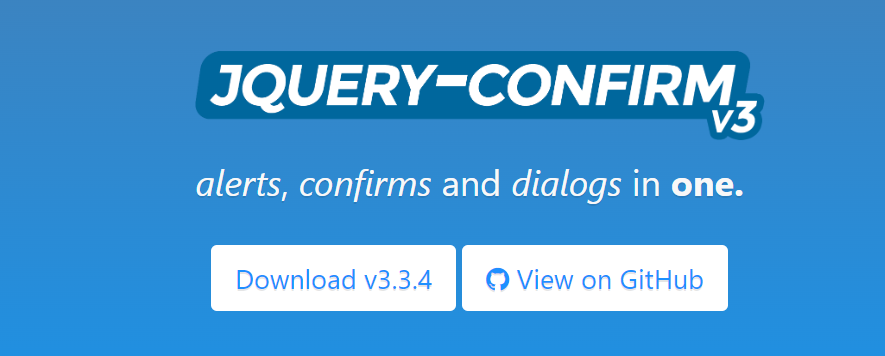 JQUERY-CONFIRM
v3
alerts, confirms and dialogs in one.
Download v3.3.4
View on GitHub